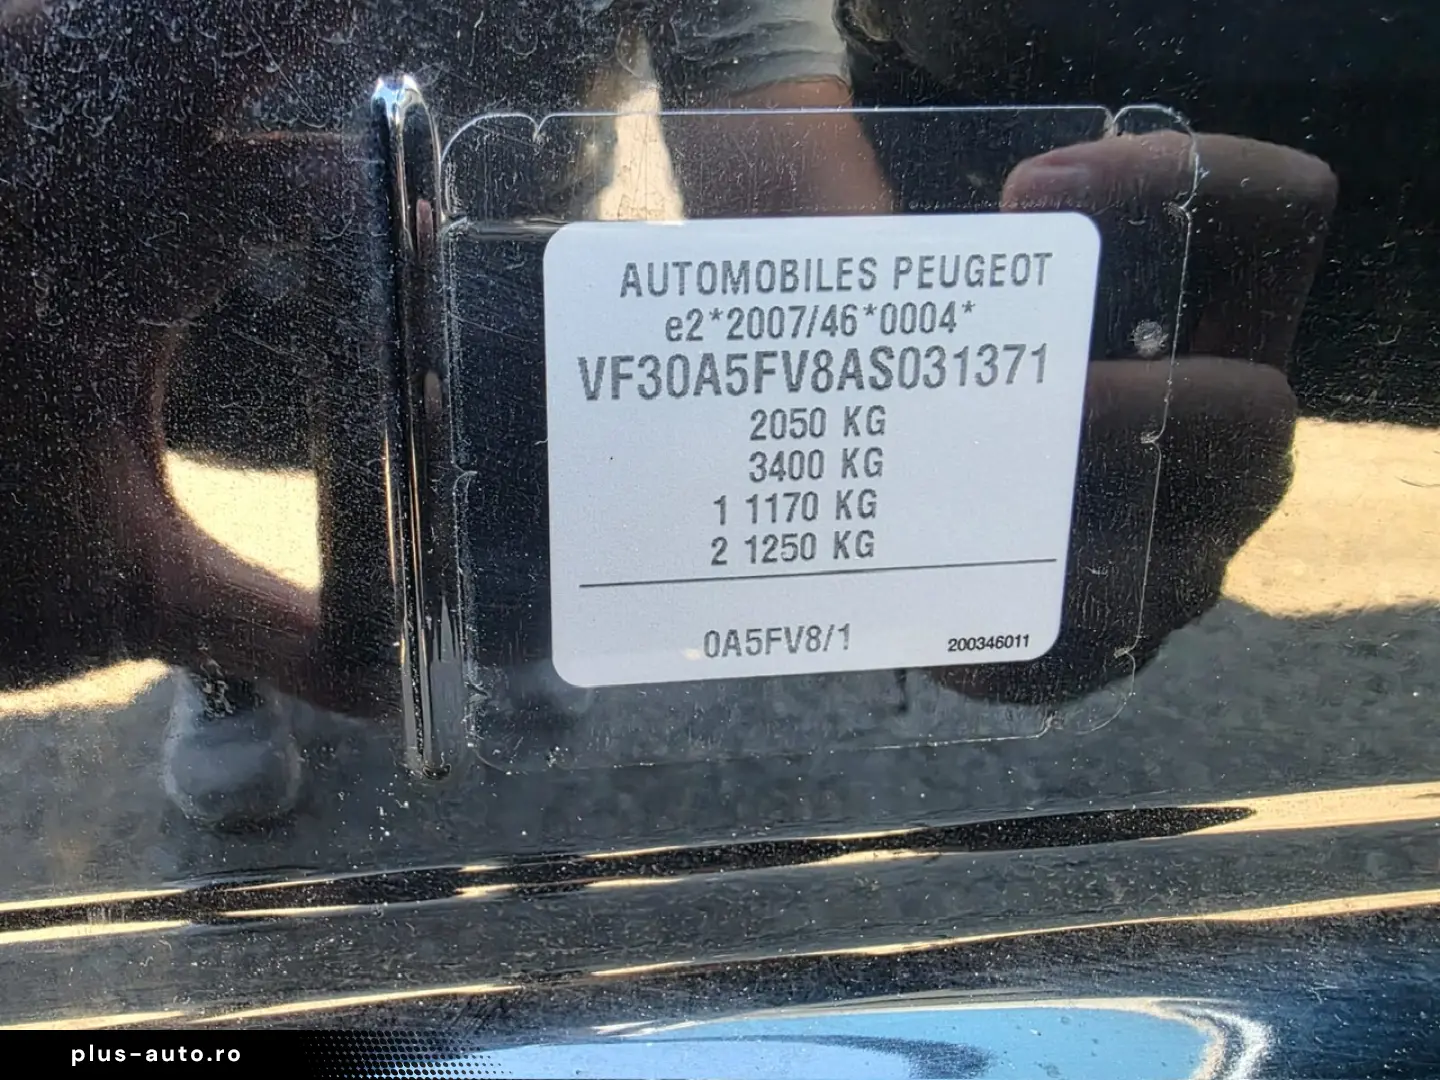 AUTOMOBILES PEUGEOT
e2*2007/46*0004*
VF30A5FV8AS031371
2050 KG
3400 KG
1 1170 KG
2 1250 KG
0A5FV8/1
200346011
plus-auto.ro